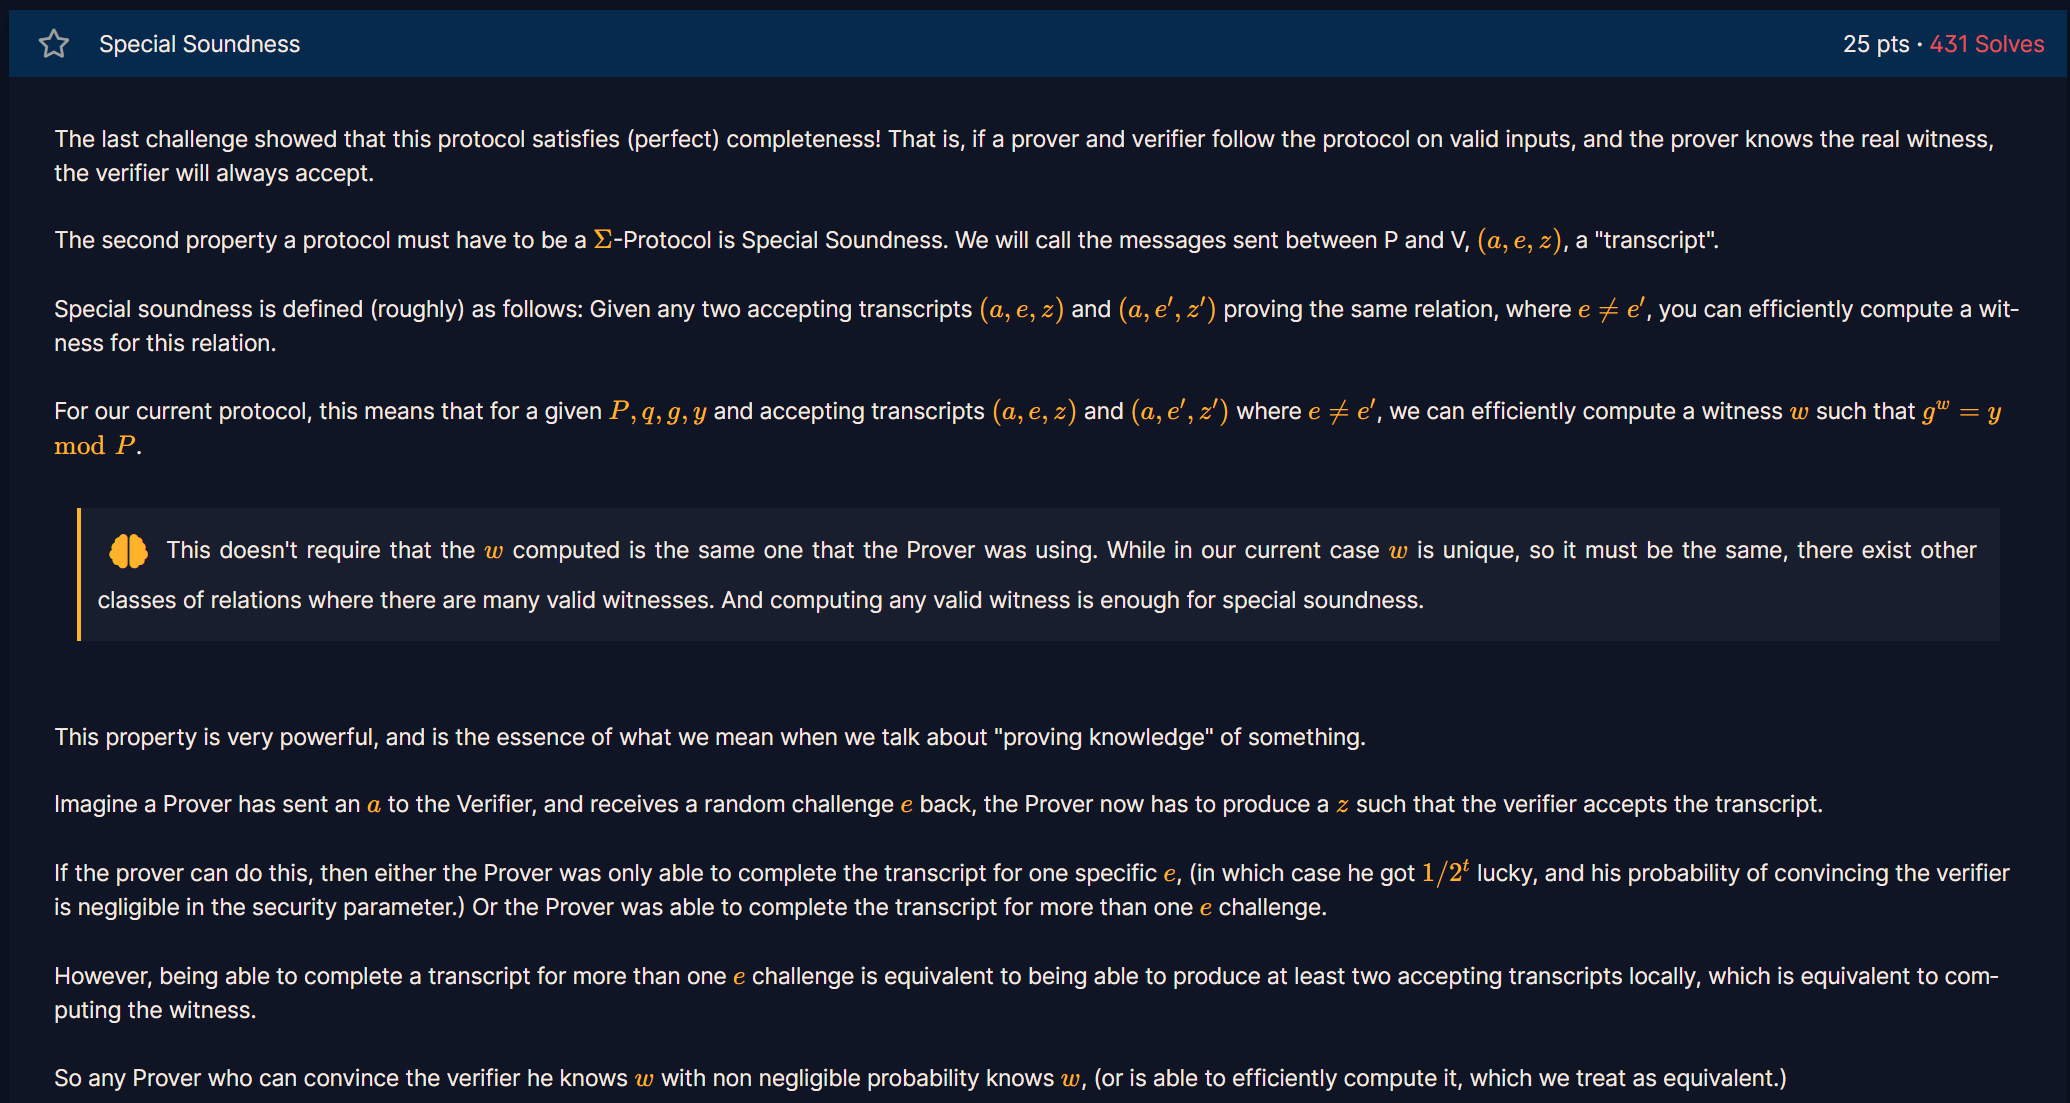 Special Soundness
25 pts · 431 Solves
The last challenge showed that this protocol satisfies (perfect) completeness! That is, if a prover and verifier follow the protocol on valid inputs, and the prover knows the real witness,
the verifier will always accept.
The second property a protocol must have to be a Σ-Protocol is Special Soundness. We will call the messages sent between P and V, (a, e, z), a "transcript".
Special soundness is defined (roughly) as follows: Given any two accepting transcripts (a, e, z) and (a, e′, z′) proving the same relation, where e ≠ e′, you can efficiently compute a wit-
ness for this relation.
For our current protocol, this means that for a given P, q, g, y and accepting transcripts (a, e, z) and (a, e′, z′) where e ≠ e′, we can efficiently compute a witness w such that g^w = y
mod P.
This doesn't require that the w computed is the same one that the Prover was using. While in our current case w is unique, so it must be the same, there exist other
classes of relations where there are many valid witnesses. And computing any valid witness is enough for special soundness.
This property is very powerful, and is the essence of what we mean when we talk about "proving knowledge" of something.
Imagine a Prover has sent an a to the Verifier, and receives a random challenge e back, the Prover now has to produce a z such that the verifier accepts the transcript.
If the prover can do this, then either the Prover was only able to complete the transcript for one specific e, (in which case he got 1/2^t lucky, and his probability of convincing the verifier
is negligible in the security parameter.) Or the Prover was able to complete the transcript for more than one e challenge.
However, being able to complete a transcript for more than one e challenge is equivalent to being able to produce at least two accepting transcripts locally, which is equivalent to com-
puting the witness.
So any Prover who can convince the verifier he knows w with non negligible probability knows w, (or is able to efficiently compute it, which we treat as equivalent.)